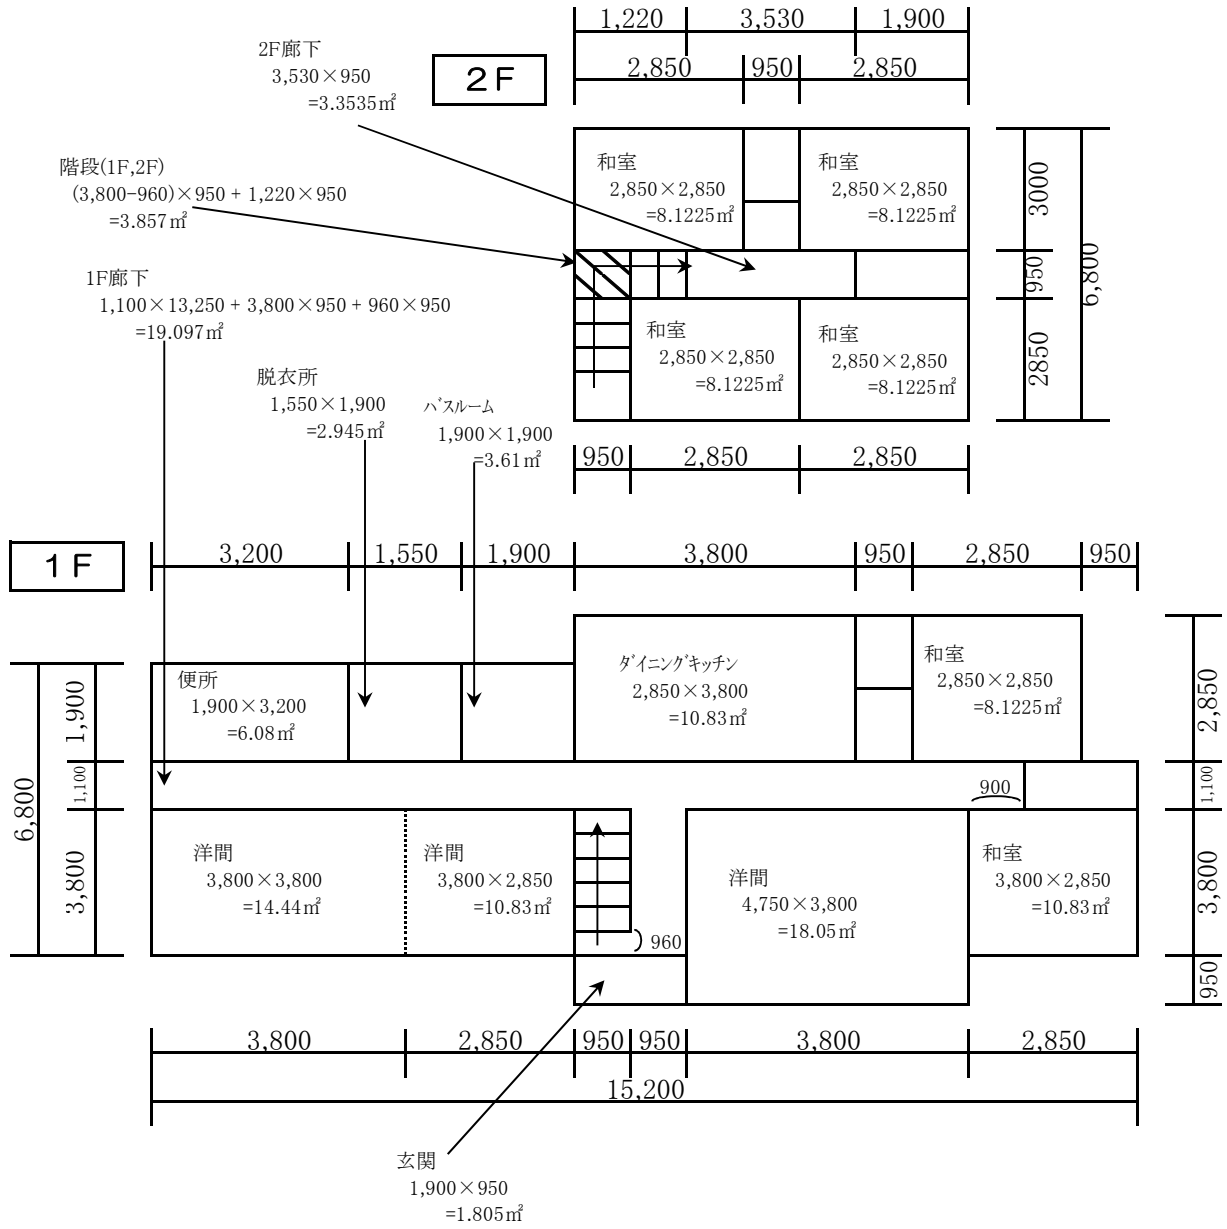 1,220 3,530 1,900
2,850 950 2,850
2F
2F廊下
3,530×950
=3.3535㎡
階段(1F,2F)
(3,800-960)×950 + 1,220×950
=3.857㎡
1F廊下
1,100×13,250 + 3,800×950 + 960×950
=19.097㎡
脱衣所
1,550×1,900
=2.945㎡
ﾊﾞｽﾙｰﾑ
1,900×1,900
=3.61㎡
和室
2,850×2,850
=8.1225㎡
和室
2,850×2,850
=8.1225㎡
和室
2,850×2,850
=8.1225㎡
和室
2,850×2,850
=8.1225㎡
3000
950
2850
6,800
950 2,850 2,850
1F
3,200 1,550 1,900 3,800 950 2,850 950
便所
1,900×3,200
=6.08㎡
ﾀﾞｲﾆﾝｸﾞｷｯﾁﾝ
2,850×3,800
=10.83㎡
和室
2,850×2,850
=8.1225㎡
1,900
1,100
3,800
6,800
900
洋間
3,800×3,800
=14.44㎡
洋間
3,800×2,850
=10.83㎡
960
洋間
4,750×3,800
=18.05㎡
和室
3,800×2,850
=10.83㎡
2,850
1,100
3,800
950
3,800 2,850 950 950 3,800 2,850
15,200
玄関
1,900×950
=1.805㎡